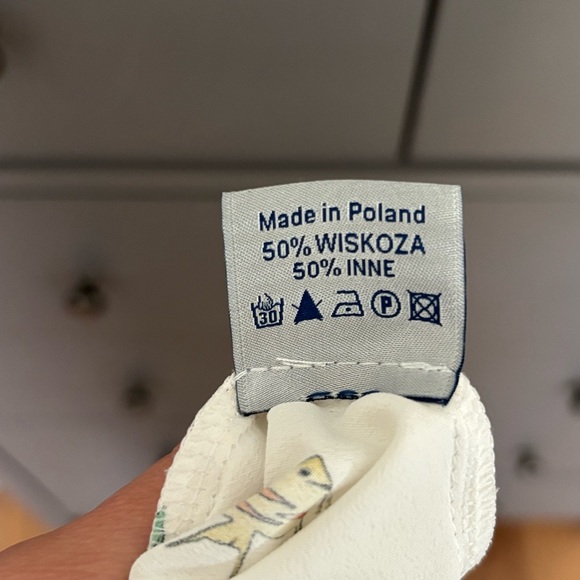 Made in Poland
50% WISKOZA
50% INNE
30 P